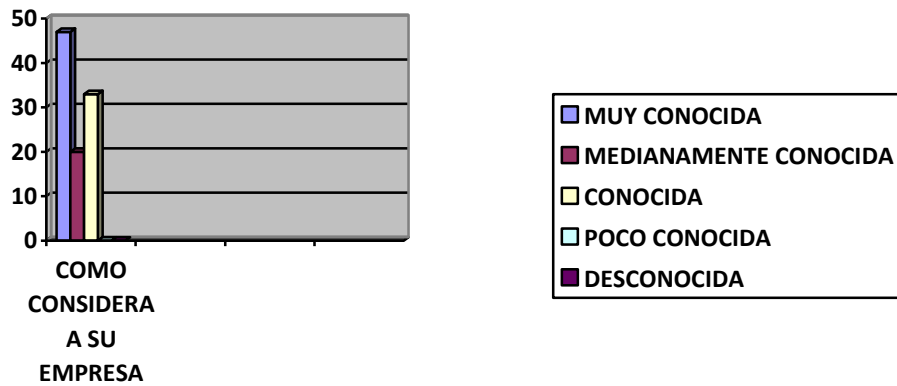 50
40
30
20
10
0
COMO
CONSIDERA
A SU
EMPRESA
MUY CONOCIDA
MEDIANAMENTE CONOCIDA
CONOCIDA
POCO CONOCIDA
DESCONOCIDA